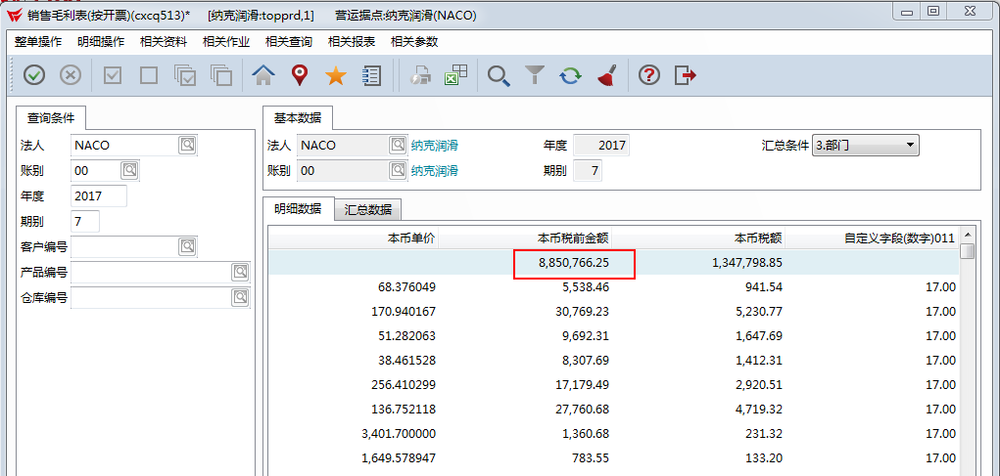 销售毛利表(按开票)(cxcq513)* [纳克润滑:topprd,1] 营运据点:纳克润滑(NACO)
整单操作 明细操作 相关资料 相关作业 相关查询 相关报表 相关参数
查询条件
法人 NACO
账别 00
年度 2017
期别 7
客户编号
产品编号
仓库编号
基本数据
法人 NACO 纳克润滑 年度 2017 汇总条件 3.部门
账别 00 纳克润滑 期别 7
明细数据 汇总数据
本币单价 本币税前金额 本币税额 自定义字段(数字)011
8,850,766.25 1,347,798.85
68.376049 5,538.46 941.54 17.00
170.940167 30,769.23 5,230.77 17.00
51.282063 9,692.31 1,647.69 17.00
38.461528 8,307.69 1,412.31 17.00
256.410299 17,179.49 2,920.51 17.00
136.752118 27,760.68 4,719.32 17.00
3,401.700000 1,360.68 231.32 17.00
1,649.578947 783.55 133.20 17.00